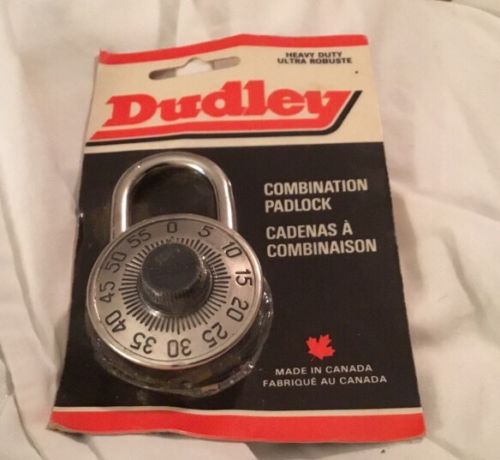 HEAVY DUTY
ULTRA ROBUSTE
Dudley
COMBINATION
PADLOCK
CADENAS À
COMBINAISON
0 5 10 15 20 25 30 35 40 45 50 55
MADE IN CANADA
FABRIQUÉ AU CANADA